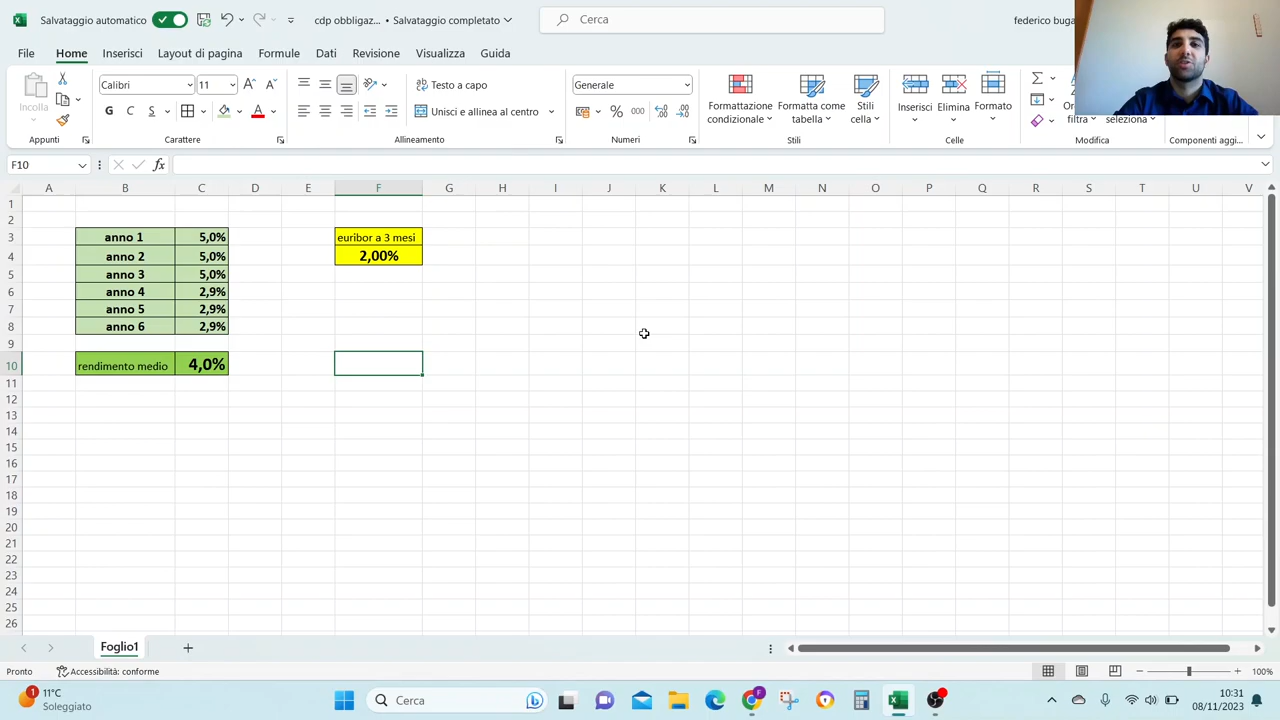 Salvataggio automatico
cdp obbligaz... • Salvataggio completato
Cerca
federico buga
File Home Inserisci Layout di pagina Formule Dati Revisione Visualizza Guida
Incolla
Calibri 11
G C S
Testo a capo
Unisci e allinea al centro
Generale
% 000
Formattazione condizionale
Formatta come tabella
Stili cella
Inserisci Elimina Formato
filtra seleziona
Appunti Carattere Allineamento Numeri Stili Celle Modifica Componenti aggi...
F10 fx
A B C D E F G H I J K L M N O P Q R S T U V
1
2
3 anno 1 5,0% euribor a 3 mesi
4 anno 2 5,0% 2,00%
5 anno 3 5,0%
6 anno 4 2,9%
7 anno 5 2,9%
8 anno 6 2,9%
9
10 rendimento medio 4,0%
11
12
13
14
15
16
17
18
19
20
21
22
23
24
25
26
Foglio1
Pronto Accessibilità: conforme 100%
11°C
Soleggiato
Cerca
10:31
08/11/2023